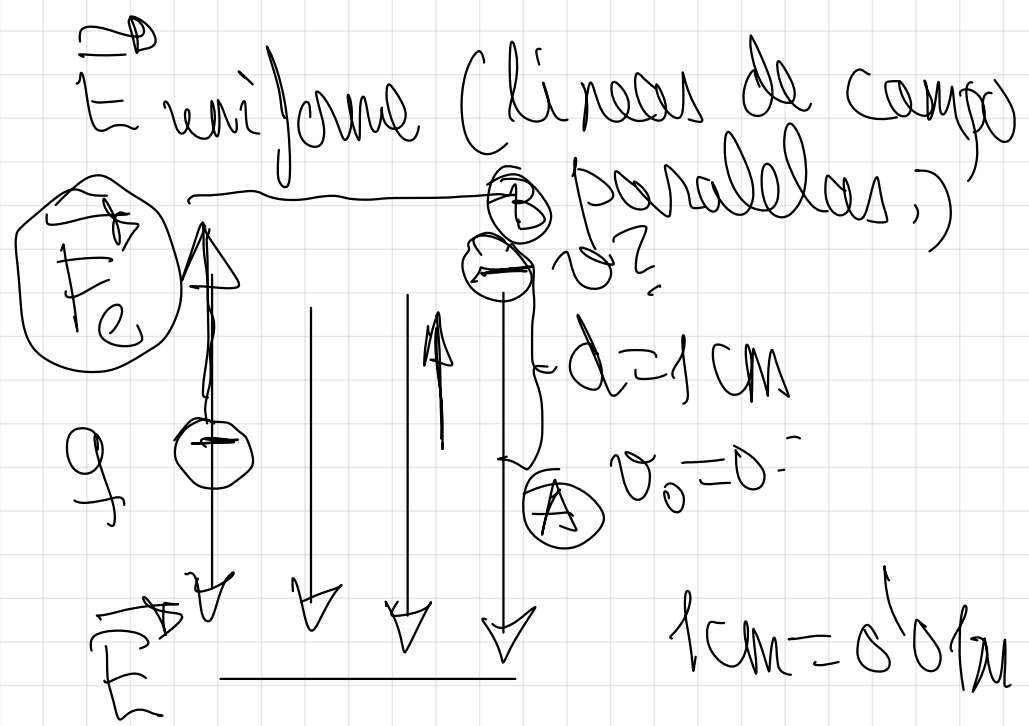 E uniforme (líneas de campo
paralelas,)
B
Fe
v?
d=1 cm
q
A v₀=0
E
1cm=0'01m